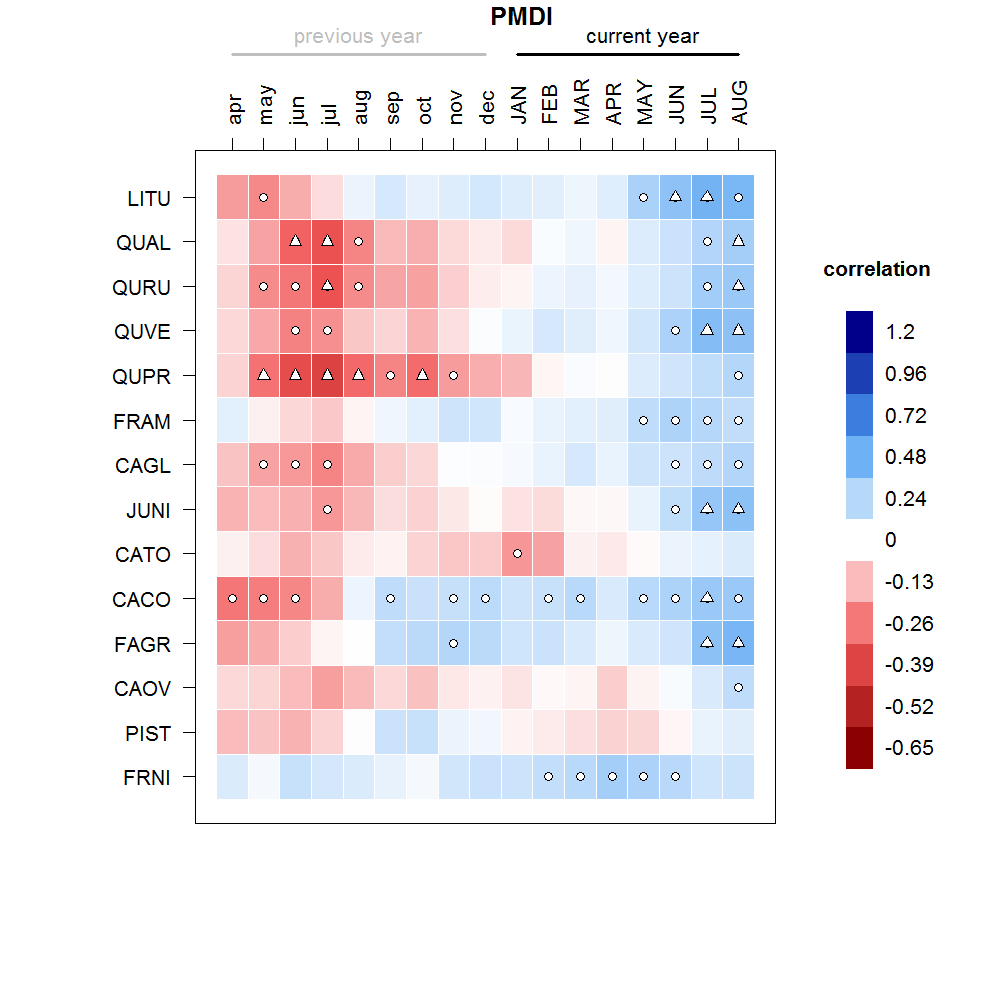 PMDI
previous year current year
apr may jun jul aug sep oct nov dec JAN FEB MAR APR MAY JUN JUL AUG
LITU
QUAL
QURU
QUVE
QUPR
FRAM
CAGL
JUNI
CATO
CACO
FAGR
CAOV
PIST
FRNI
correlation
1.2
0.96
0.72
0.48
0.24
0
-0.13
-0.26
-0.39
-0.52
-0.65